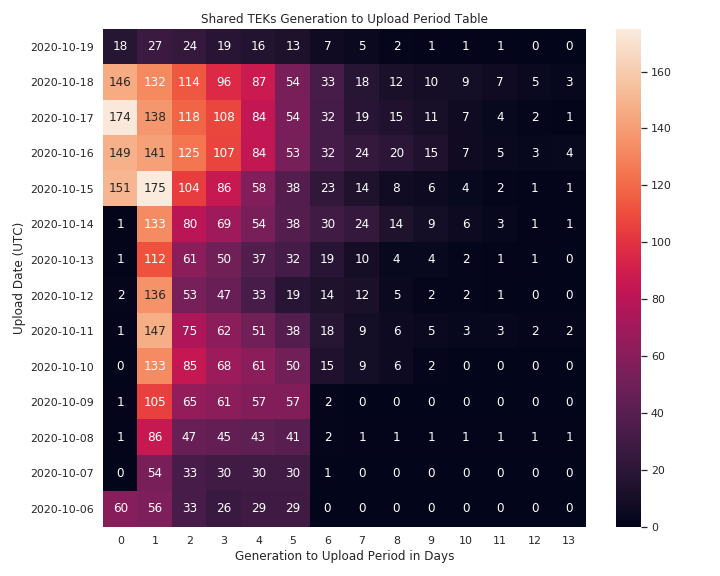 Shared TEKs Generation to Upload Period Table
Upload Date (UTC)
2020-10-19 18 27 24 19 16 13 7 5 2 1 1 1 0 0
2020-10-18 146 132 114 96 87 54 33 18 12 10 9 7 5 3
2020-10-17 174 138 118 108 84 54 32 19 15 11 7 4 2 1
2020-10-16 149 141 125 107 84 53 32 24 20 15 7 5 3 4
2020-10-15 151 175 104 86 58 38 23 14 8 6 4 2 1 1
2020-10-14 1 133 80 69 54 38 30 24 14 9 6 3 1 1
2020-10-13 1 112 61 50 37 32 19 10 4 4 2 1 1 0
2020-10-12 2 136 53 47 33 19 14 12 5 2 2 1 0 0
2020-10-11 1 147 75 62 51 38 18 9 6 5 3 3 2 2
2020-10-10 0 133 85 68 61 50 15 9 6 2 0 0 0 0
2020-10-09 1 105 65 61 57 57 2 0 0 0 0 0 0 0
2020-10-08 1 86 47 45 43 41 2 1 1 1 1 1 1 1
2020-10-07 0 54 33 30 30 30 1 0 0 0 0 0 0 0
2020-10-06 60 56 33 26 29 29 0 0 0 0 0 0 0 0
0 1 2 3 4 5 6 7 8 9 10 11 12 13
Generation to Upload Period in Days
160
140
120
100
80
60
40
20
0